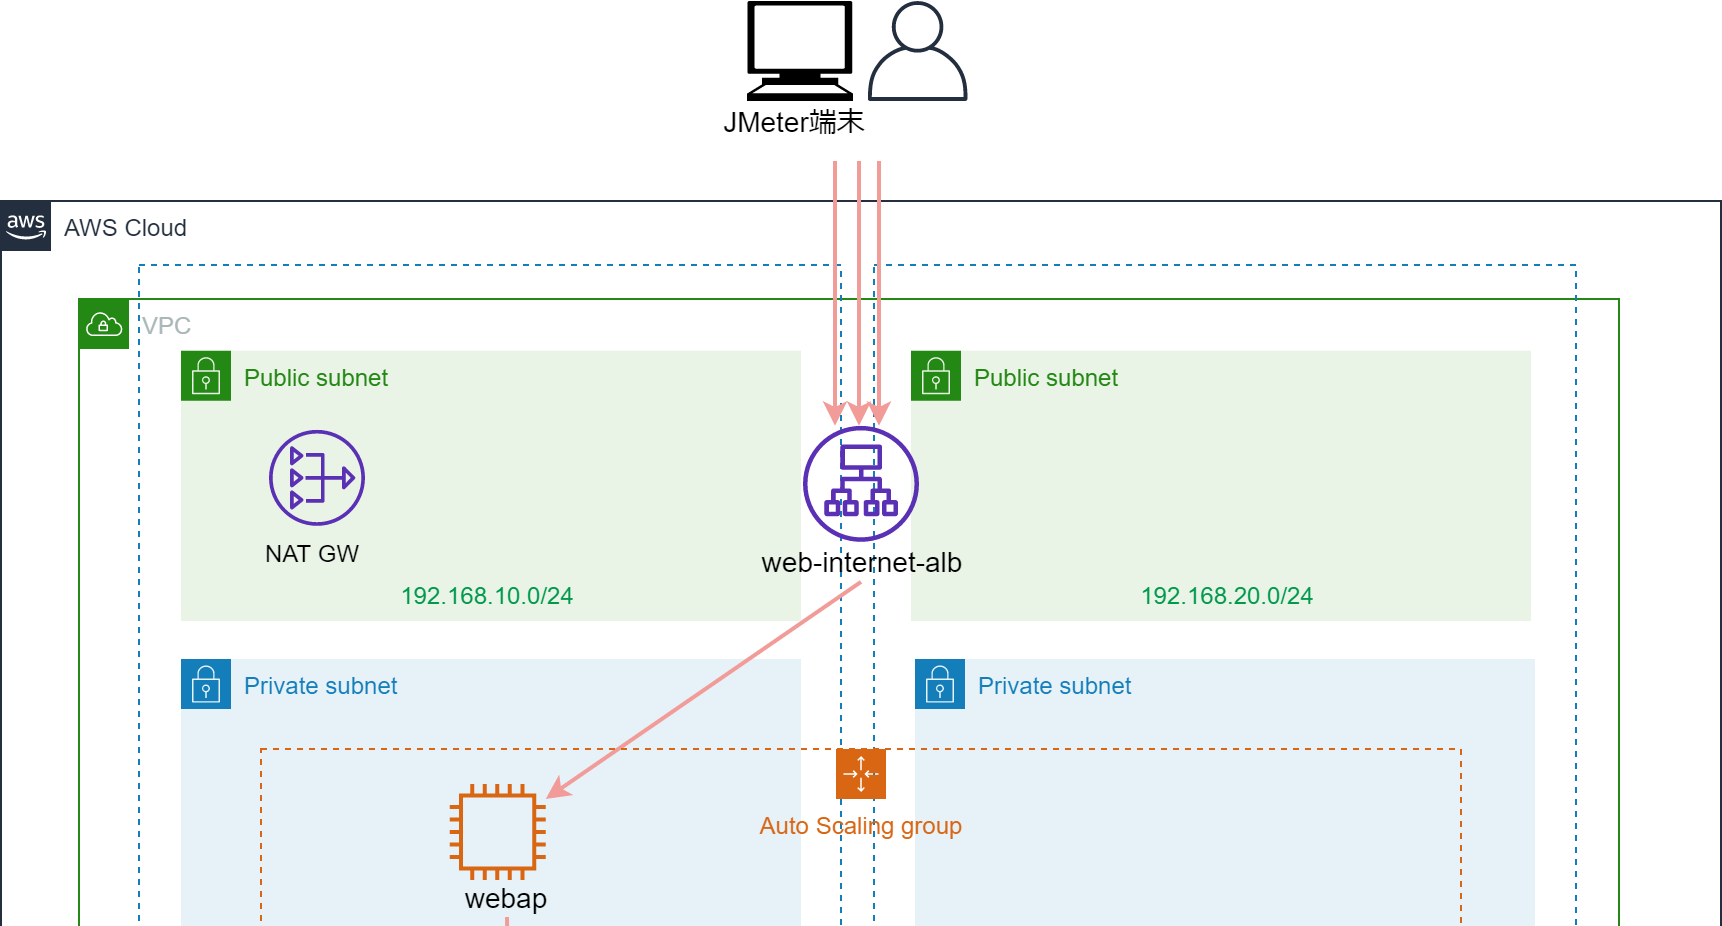 JMeter端末
aws
AWS Cloud
VPC
Public subnet
Public subnet
NAT GW
web-internet-alb
192.168.10.0/24
192.168.20.0/24
Private subnet
Private subnet
Auto Scaling group
webap